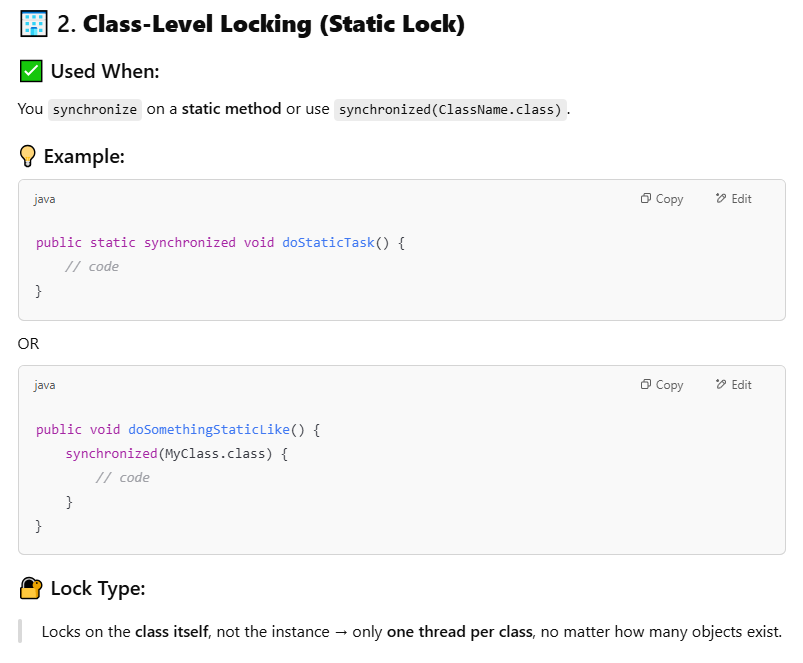 🏢 2. Class-Level Locking (Static Lock)
✅ Used When:
You synchronize on a static method or use synchronized(ClassName.class).
💡 Example:
java Copy Edit
public static synchronized void doStaticTask() {
    // code
}
OR
java Copy Edit
public void doSomethingStaticLike() {
    synchronized(MyClass.class) {
        // code
    }
}
🔐 Lock Type:
Locks on the class itself, not the instance → only one thread per class, no matter how many objects exist.